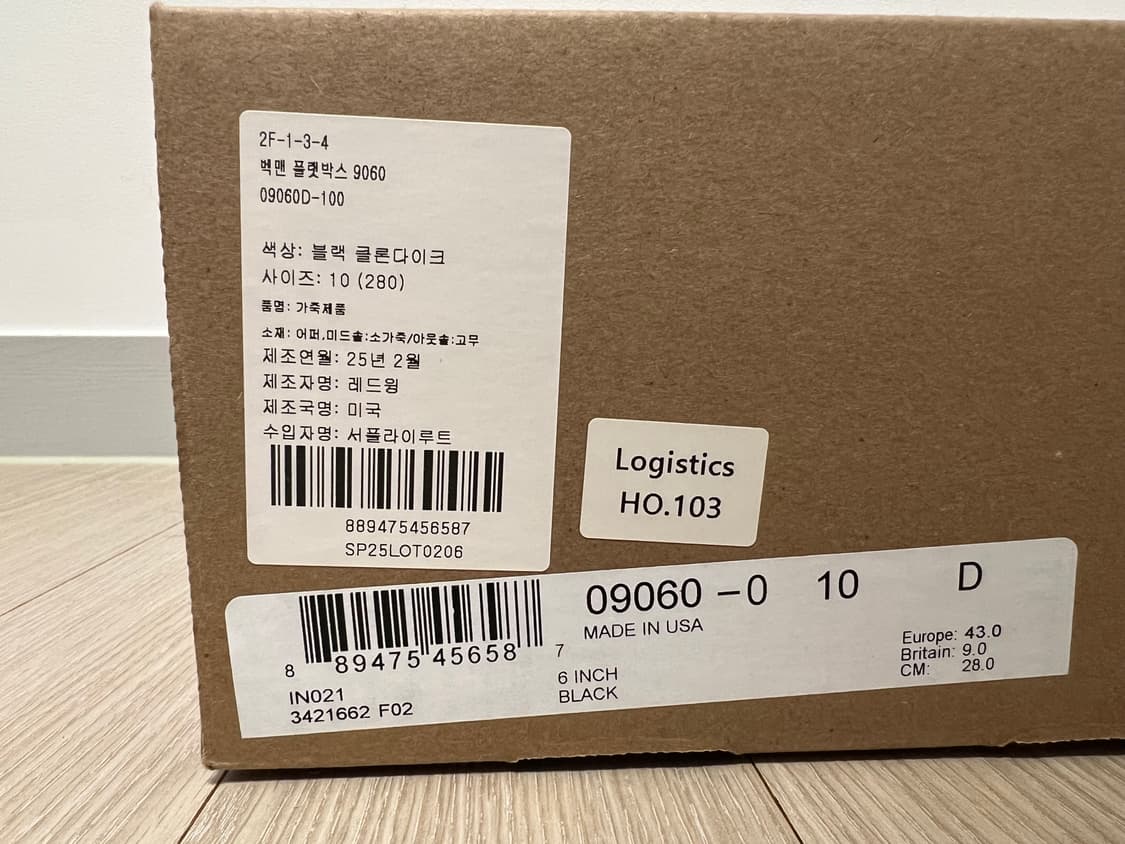 2F-1-3-4
벡맨 플랫박스 9060
09060D-100
색상: 블랙 클론다이크
사이즈: 10 (280)
품명: 가죽제품
소재: 어퍼,미드솔:소가죽/아웃솔:고무
제조연월: 25년 2월
제조자명: 레드윙
제조국명: 미국
수입자명: 서플라이루트
889475456587
SP25LOT0206
Logistics
HO.103
09060 -0 10 D
MADE IN USA
8 89475 45658 7
6 INCH
BLACK
IN021
3421662 F02
Europe: 43.0
Britain: 9.0
CM: 28.0